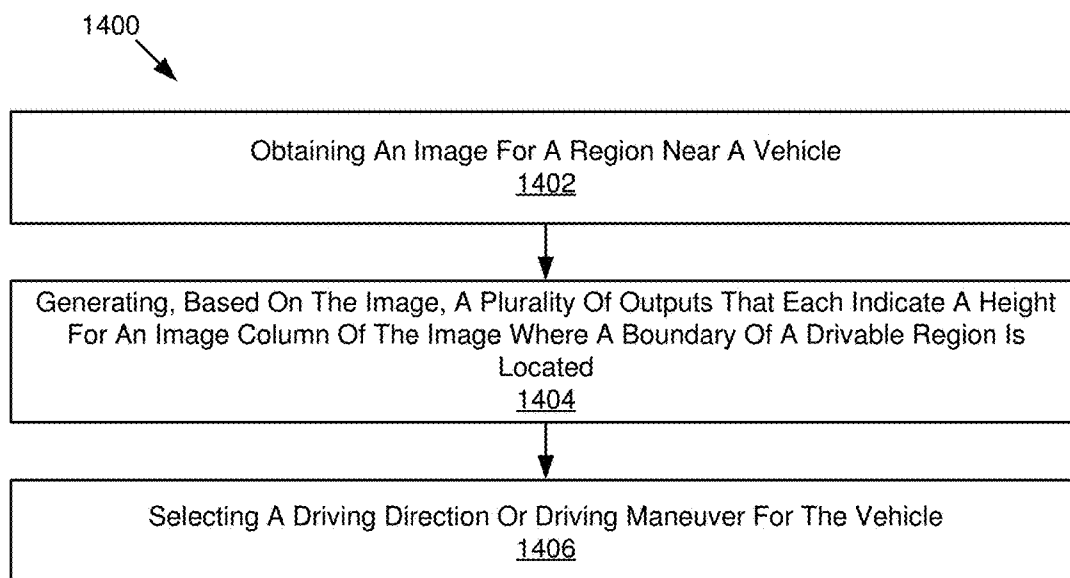 1400
Obtaining An Image For A Region Near A Vehicle
1402
Generating, Based On The Image, A Plurality Of Outputs That Each Indicate A Height
For An Image Column Of The Image Where A Boundary Of A Drivable Region Is
Located
1404
Selecting A Driving Direction Or Driving Maneuver For The Vehicle
1406